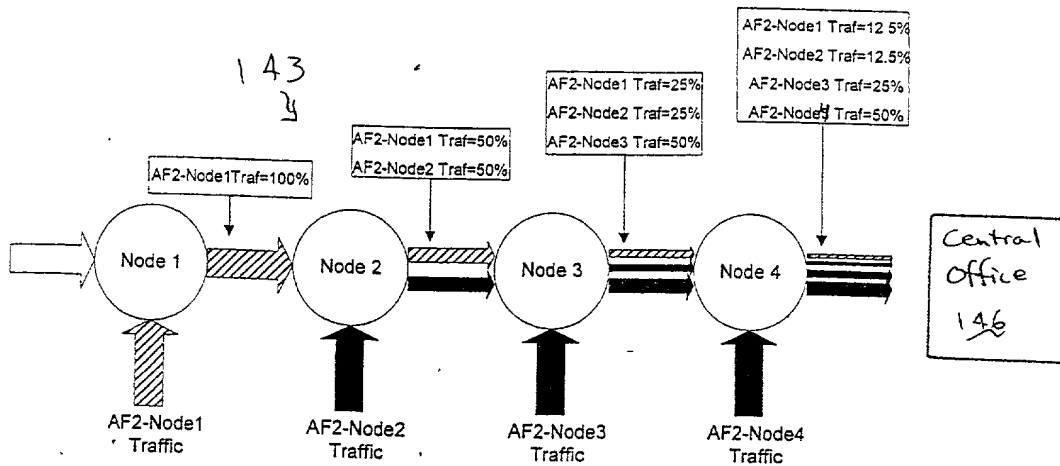 143
AF2-Node1Traf=100%
AF2-Node1 Traf=50%
AF2-Node2 Traf=50%
AF2-Node1 Traf=25%
AF2-Node2 Traf=25%
AF2-Node3 Traf=50%
AF2-Node1 Traf=12 5%
AF2-Node2 Traf=12.5%
AF2-Node3 Traf=25%
AF2-Node4 Traf=50%
Node 1
Node 2
Node 3
Node 4
Central
Office
146
AF2-Node1
Traffic
AF2-Node2
Traffic
AF2-Node3
Traffic
AF2-Node4
Traffic